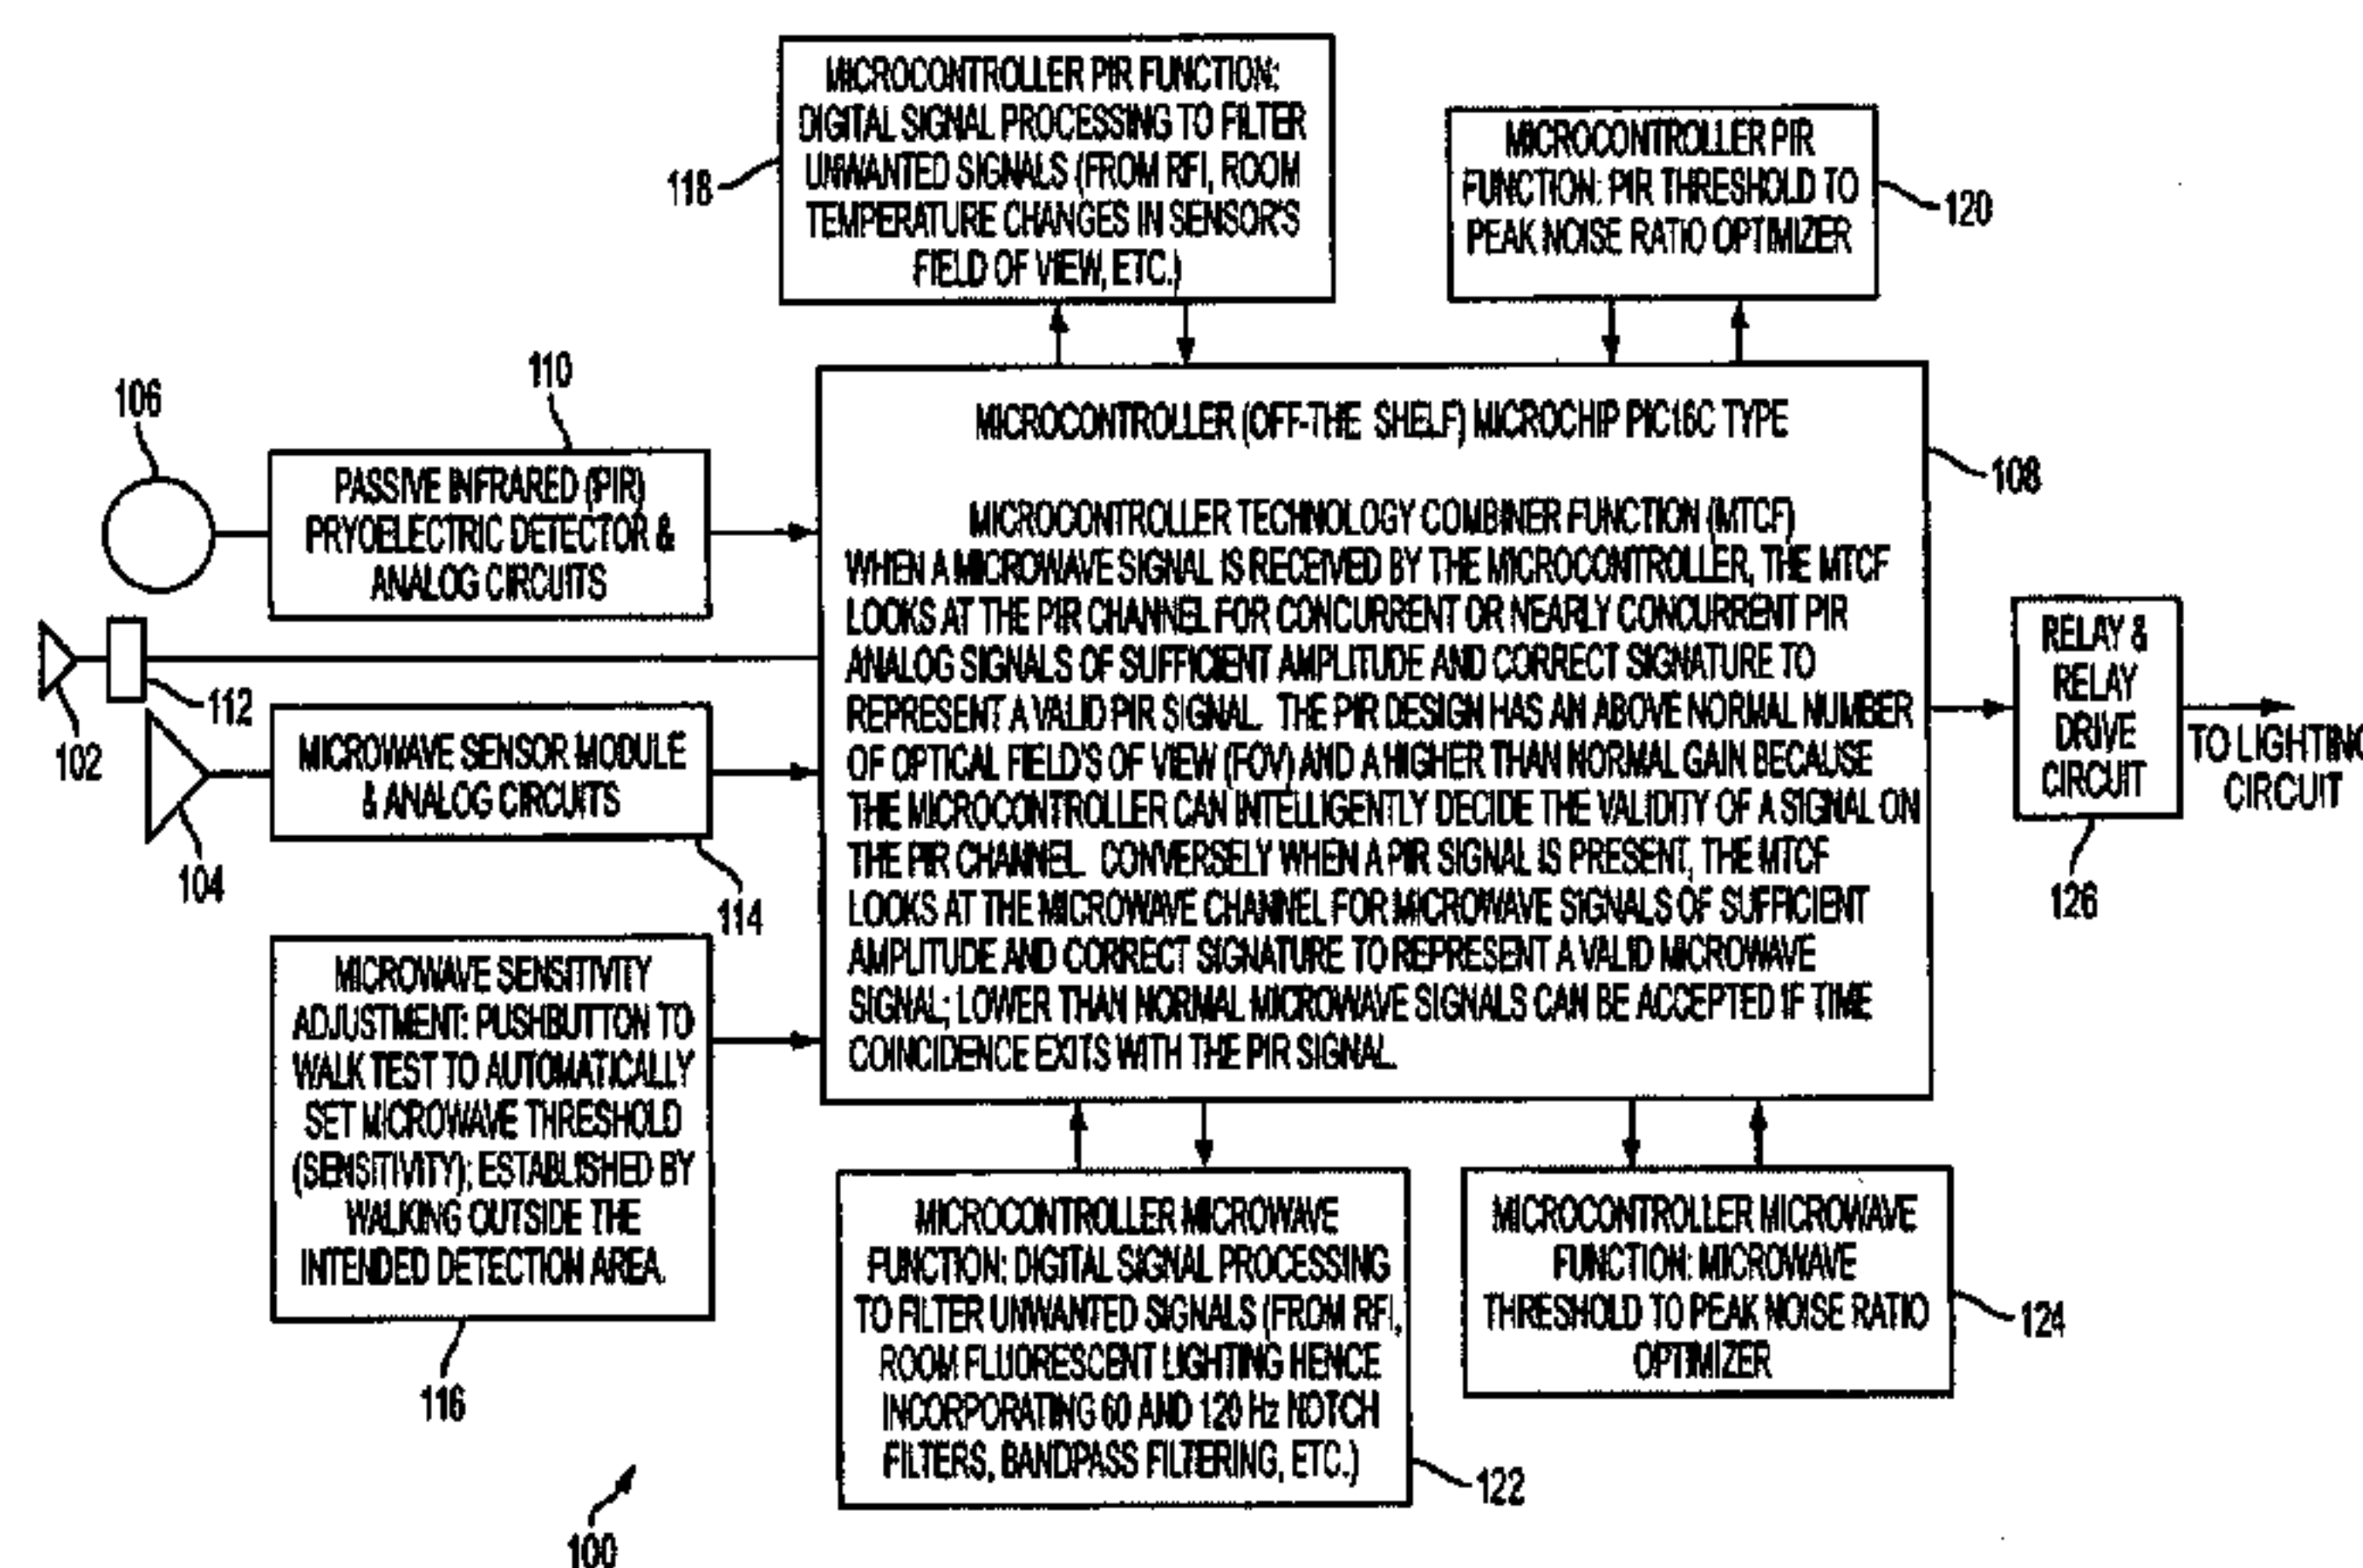 MICROCONTROLLER PIR FUNCTION:
DIGITAL SIGNAL PROCESSING TO FILTER
UNWANTED SIGNALS (FROM RFI, ROOM
TEMPERATURE CHANGES IN SENSOR'S
FIELD OF VIEW, ETC.)
118
MICROCONTROLLER PIR
FUNCTION: PIR THRESHOLD TO
PEAK NOISE RATIO OPTIMIZER
120
106
110
PASSIVE INFRARED (PIR)
PRYOELECTRIC DETECTOR &
ANALOG CIRCUITS
102
112
MICROWAVE SENSOR MODULE
& ANALOG CIRCUITS
104
114
MICROWAVE SENSITIVITY
ADJUSTMENT: PUSHBUTTON TO
WALK TEST TO AUTOMATICALLY
SET MICROWAVE THRESHOLD
(SENSITIVITY); ESTABLISHED BY
WALKING OUTSIDE THE
INTENDED DETECTION AREA.
116
MICROCONTROLLER (OFF-THE SHELF) MICROCHIP PIC16C TYPE
MICROCONTROLLER TECHNOLOGY COMBINER FUNCTION (MTCF)
WHEN A MICROWAVE SIGNAL IS RECEIVED BY THE MICROCONTROLLER, THE MTCF
LOOKS AT THE PIR CHANNEL FOR CONCURRENT OR NEARLY CONCURRENT PIR
ANALOG SIGNALS OF SUFFICIENT AMPLITUDE AND CORRECT SIGNATURE TO
REPRESENT A VALID PIR SIGNAL. THE PIR DESIGN HAS AN ABOVE NORMAL NUMBER
OF OPTICAL FIELD'S OF VIEW (FOV) AND A HIGHER THAN NORMAL GAIN BECAUSE
THE MICROCONTROLLER CAN INTELLIGENTLY DECIDE THE VALIDITY OF A SIGNAL ON
THE PIR CHANNEL. CONVERSELY WHEN A PIR SIGNAL IS PRESENT, THE MTCF
LOOKS AT THE MICROWAVE CHANNEL FOR MICROWAVE SIGNALS OF SUFFICIENT
AMPLITUDE AND CORRECT SIGNATURE TO REPRESENT A VALID MICROWAVE
SIGNAL; LOWER THAN NORMAL MICROWAVE SIGNALS CAN BE ACCEPTED IF TIME
COINCIDENCE EXITS WITH THE PIR SIGNAL.
108
RELAY &
RELAY
DRIVE
CIRCUIT
126
TO LIGHTING
CIRCUIT
MICROCONTROLLER MICROWAVE
FUNCTION: DIGITAL SIGNAL PROCESSING
TO FILTER UNWANTED SIGNALS (FROM RFI,
ROOM FLUORESCENT LIGHTING HENCE
INCORPORATING 60 AND 120 Hz NOTCH
FILTERS, BANDPASS FILTERING, ETC.)
122
MICROCONTROLLER MICROWAVE
FUNCTION: MICROWAVE
THRESHOLD TO PEAK NOISE RATIO
OPTIMIZER
124
100